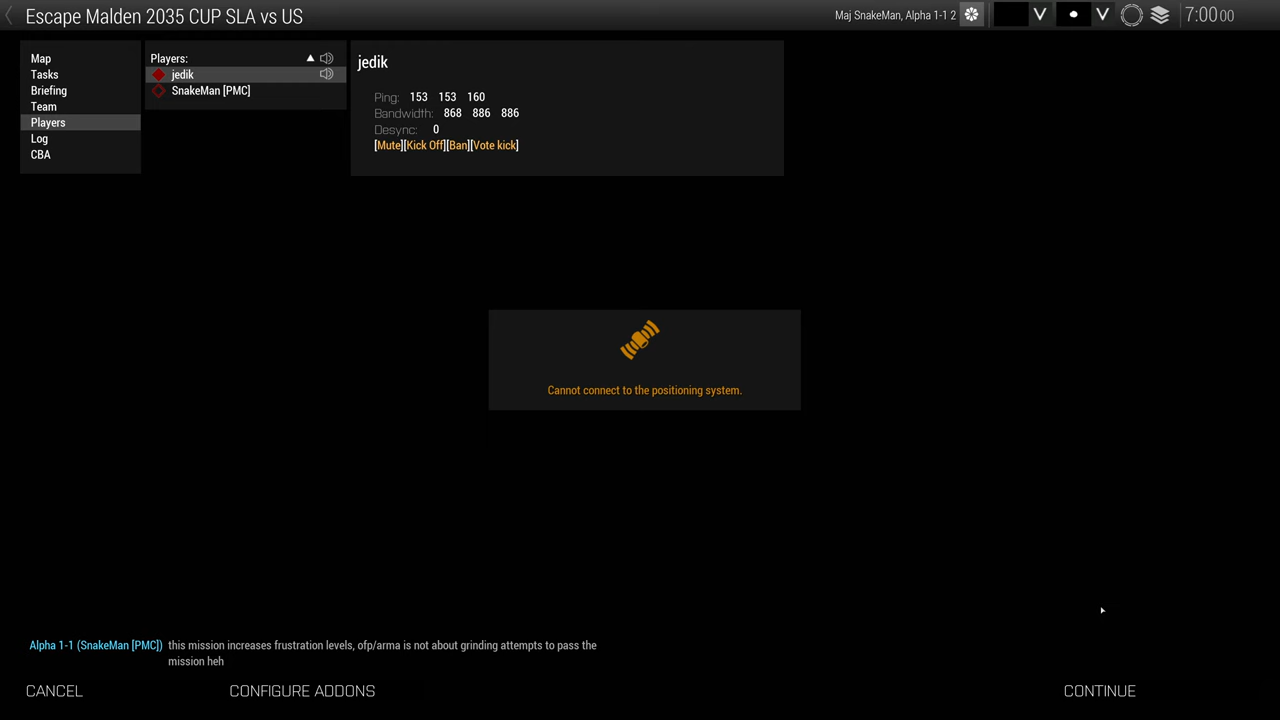 Escape Malden 2035 CUP SLA vs US
Maj SnakeMan, Alpha 1-1 2
7:00:00
Map
Tasks
Briefing
Team
Players
Log
CBA
Players:
jedik
SnakeMan [PMC]
jedik
Ping: 153 153 160
Bandwidth: 868 886 886
Desync: 0
[Mute][Kick Off][Ban][Vote kick]
Cannot connect to the positioning system.
Alpha 1-1 (SnakeMan [PMC]) this mission increases frustration levels, ofp/arma is not about grinding attempts to pass the
mission heh
CANCEL
CONFIGURE ADDONS
CONTINUE